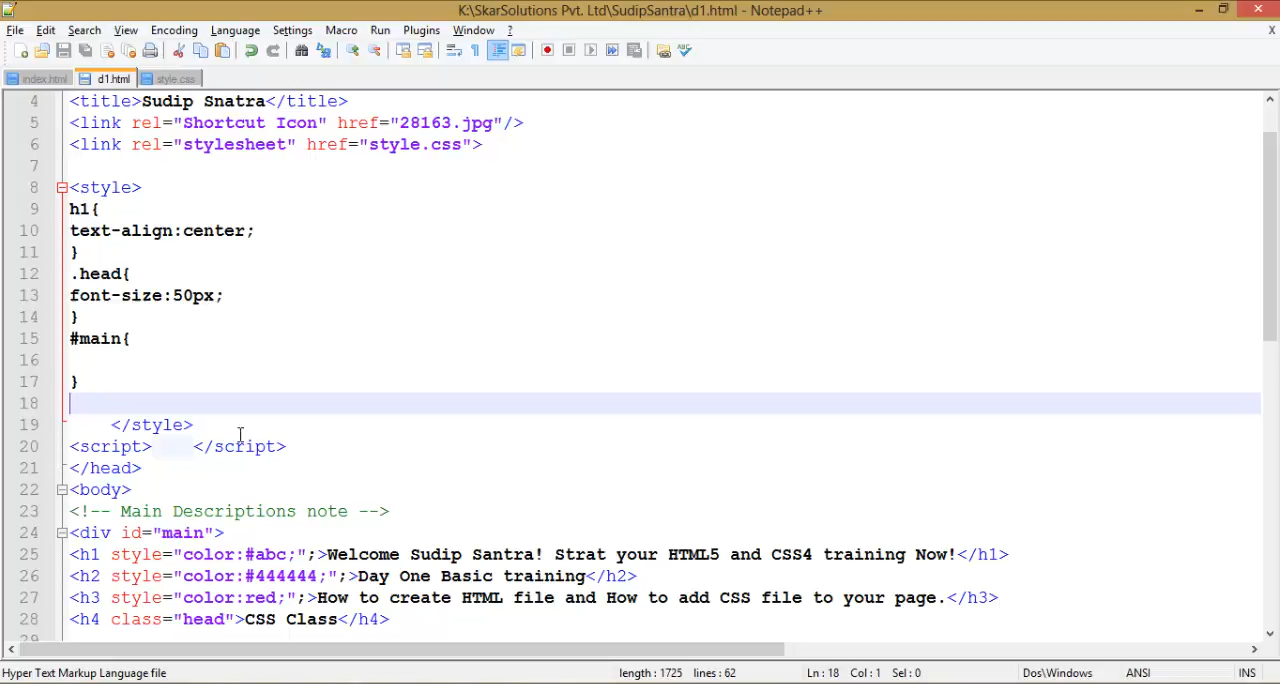 K:\SkarSolutions Pvt. Ltd\SudipSantra\d1.html - Notepad++
File Edit Search View Encoding Language Settings Macro Run Plugins Window ? X
index.html d1.html style.css
4 <title>Sudip Snatra</title>
5 <link rel="Shortcut Icon" href="28163.jpg"/>
6 <link rel="stylesheet" href="style.css">
7
8 <style>
9 h1{
10 text-align:center;
11 }
12 .head{
13 font-size:50px;
14 }
15 #main{
16
17 }
18
19 </style>
20 <script> </script>
21 </head>
22 <body>
23 <!-- Main Descriptions note -->
24 <div id="main">
25 <h1 style="color:#abc;";>Welcome Sudip Santra! Strat your HTML5 and CSS4 training Now!</h1>
26 <h2 style="color:#444444;";>Day One Basic training</h2>
27 <h3 style="color:red;";>How to create HTML file and How to add CSS file to your page.</h3>
28 <h4 class="head">CSS Class</h4>
29
Hyper Text Markup Language file length : 1725 lines : 62 Ln : 18 Col : 1 Sel : 0 Dos\Windows ANSI INS